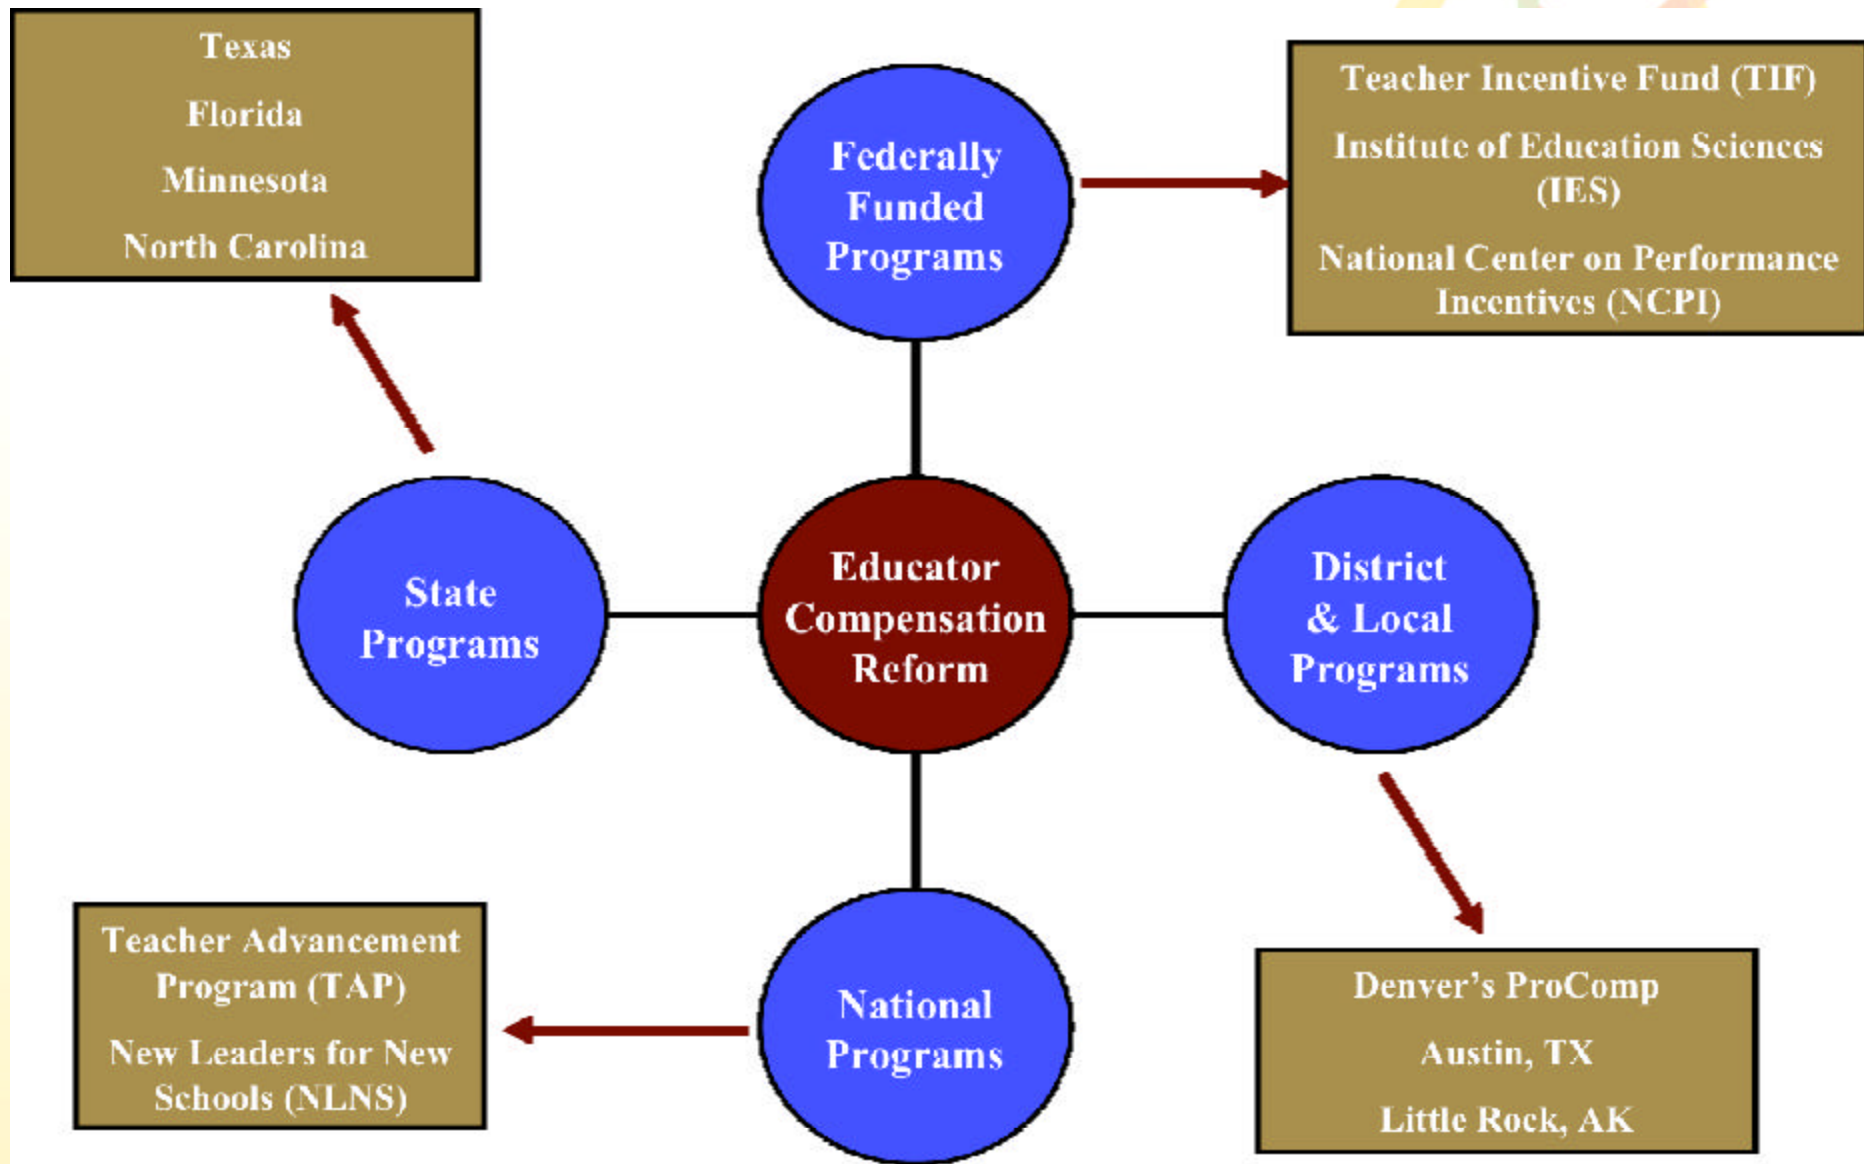 Texas
Florida
Minnesota
North Carolina
Federally
Funded
Programs
Teacher Incentive Fund (TIF)
Institute of Education Sciences
(IES)
National Center on Performance
Incentives (NCPI)
State
Programs
Educator
Compensation
Reform
District
& Local
Programs
Teacher Advancement
Program (TAP)
New Leaders for New
Schools (NLNS)
National
Programs
Denver’s ProComp
Austin, TX
Little Rock, AK